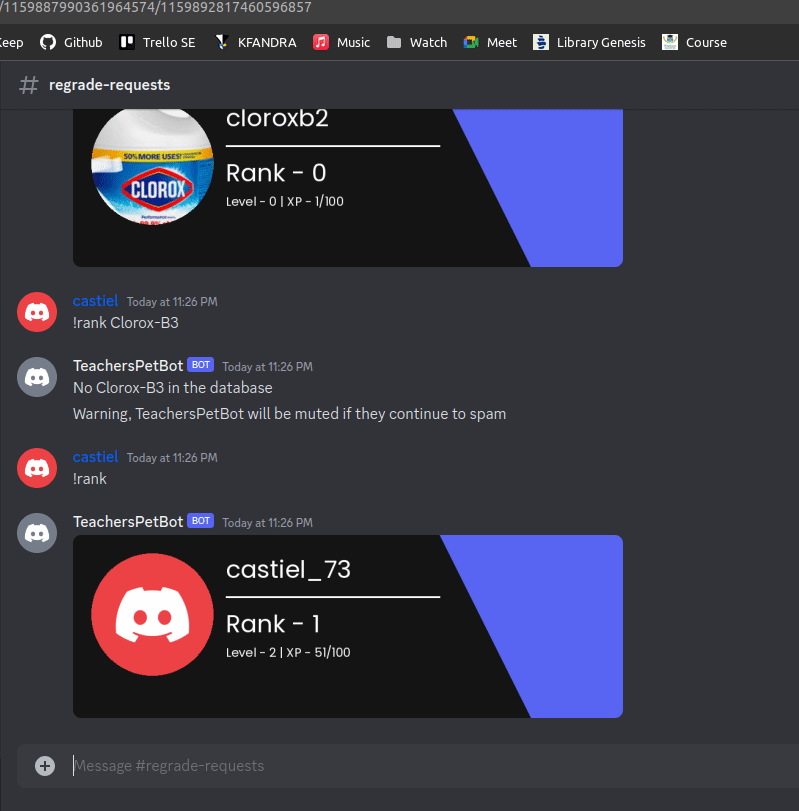 /1159887990361964574/1159892817460596857
Keep Github Trello SE KFANDRA Music Watch Meet Library Genesis Course
# regrade-requests
cloroxb2
50% MORE USES!
CLOROX
Performance
Rank - 0
Level - 0 | XP - 1/100
castiel Today at 11:26 PM
!rank Clorox-B3
TeachersPetBot BOT Today at 11:26 PM
No Clorox-B3 in the database
Warning, TeachersPetBot will be muted if they continue to spam
castiel Today at 11:26 PM
!rank
TeachersPetBot BOT Today at 11:26 PM
castiel_73
Rank - 1
Level - 2 | XP - 51/100
Message #regrade-requests